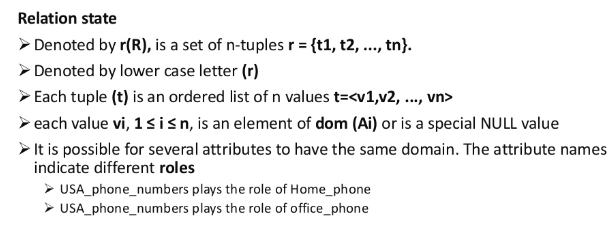 Relation state
➢ Denoted by r(R), is a set of n-tuples r = {t1, t2, ..., tn}.
➢ Denoted by lower case letter (r)
➢ Each tuple (t) is an ordered list of n values t=<v1,v2, ..., vn>
➢ each value vi, 1 ≤ i ≤ n, is an element of dom (Ai) or is a special NULL value
➢ It is possible for several attributes to have the same domain. The attribute names
indicate different roles
➢ USA_phone_numbers plays the role of Home_phone
➢ USA_phone_numbers plays the role of office_phone